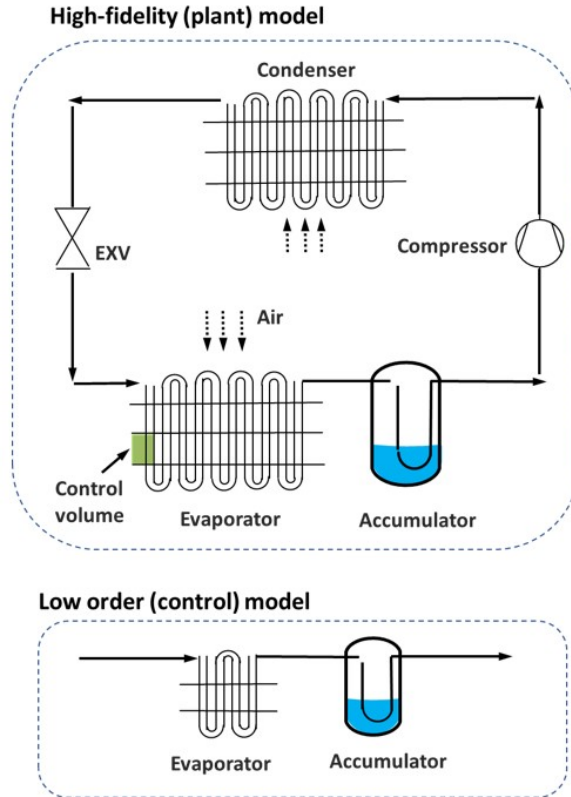 High-fidelity (plant) model
Condenser
EXV
Compressor
Air
Control
volume
Evaporator
Accumulator
Low order (control) model
Evaporator
Accumulator